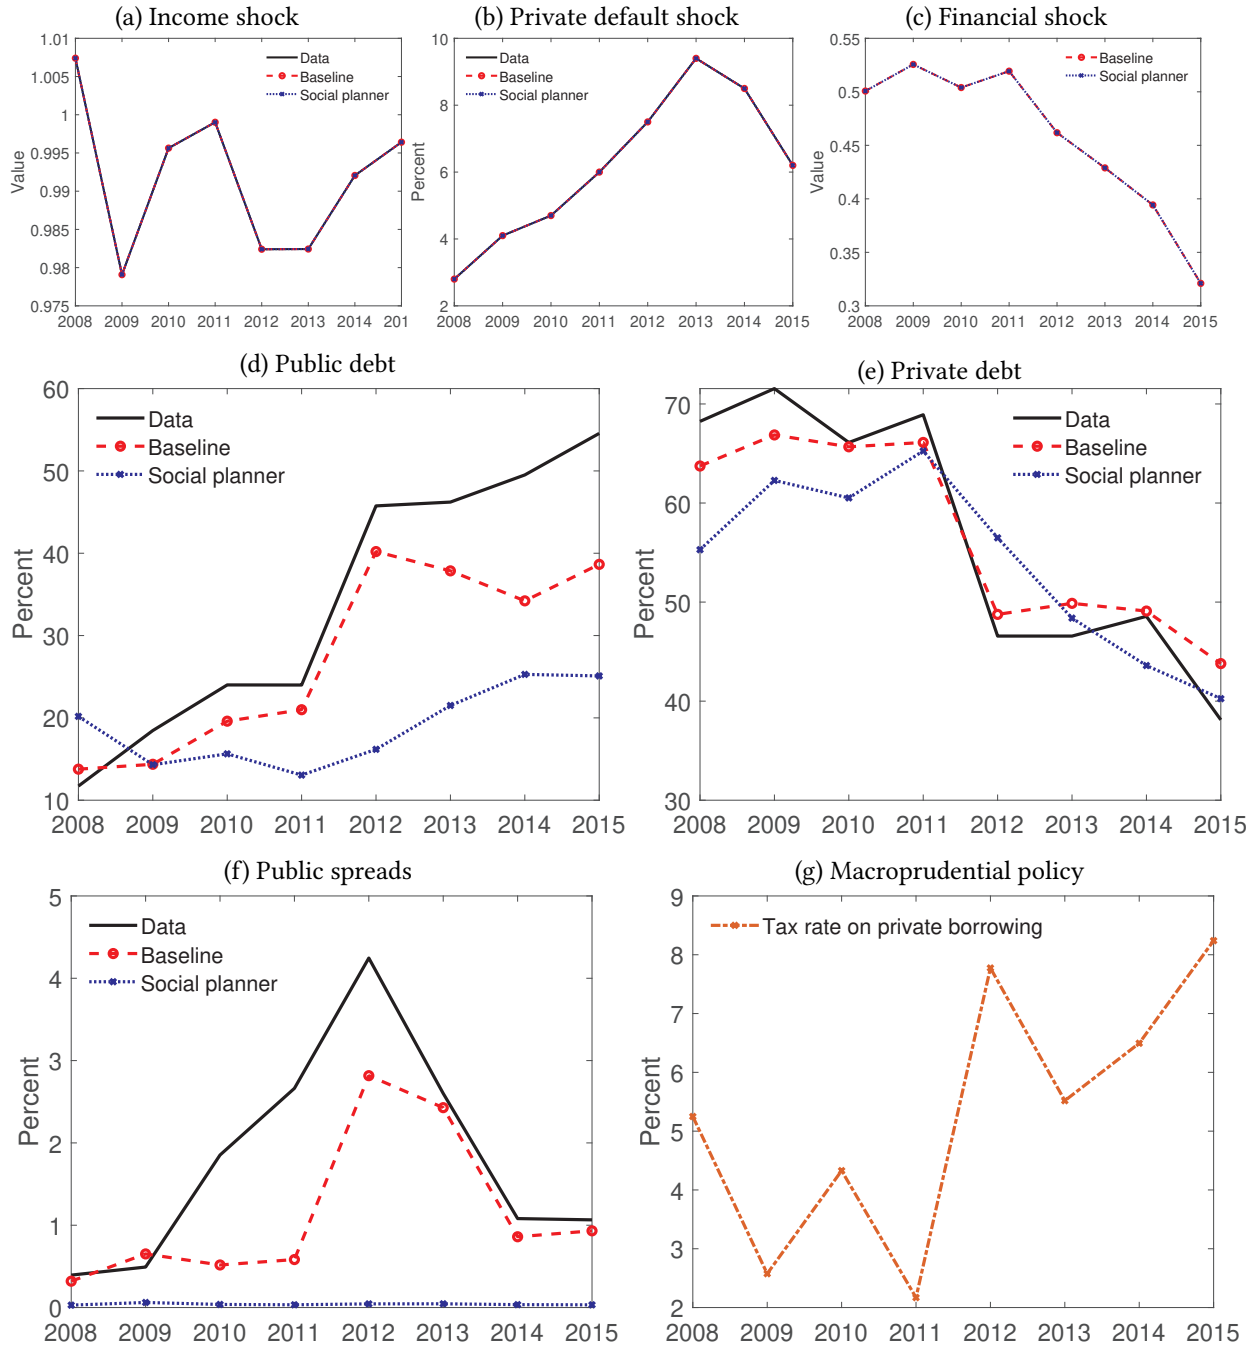 (a) Income shock
(b) Private default shock
(c) Financial shock
1.01
1.005
1
0.995
0.99
0.985
0.98
0.975
Value
Data
Baseline
Social planner
2008 2009 2010 2011 2012 2013 2014 201
10
8
6
4
2
Percent
Data
Baseline
Social planner
2008 2009 2010 2011 2012 2013 2014 2015
0.55
0.5
0.45
0.4
0.35
0.3
Value
Baseline
Social planner
2008 2009 2010 2011 2012 2013 2014 2015
(d) Public debt
60
50
40
30
20
10
Percent
Data
Baseline
Social planner
2008 2009 2010 2011 2012 2013 2014 2015
(e) Private debt
70
60
50
40
30
Percent
Data
Baseline
Social planner
2008 2009 2010 2011 2012 2013 2014 2015
(f) Public spreads
5
4
3
2
1
0
Percent
Data
Baseline
Social planner
2008 2009 2010 2011 2012 2013 2014 2015
(g) Macroprudential policy
9
8
7
6
5
4
3
2
Percent
Tax rate on private borrowing
2008 2009 2010 2011 2012 2013 2014 2015